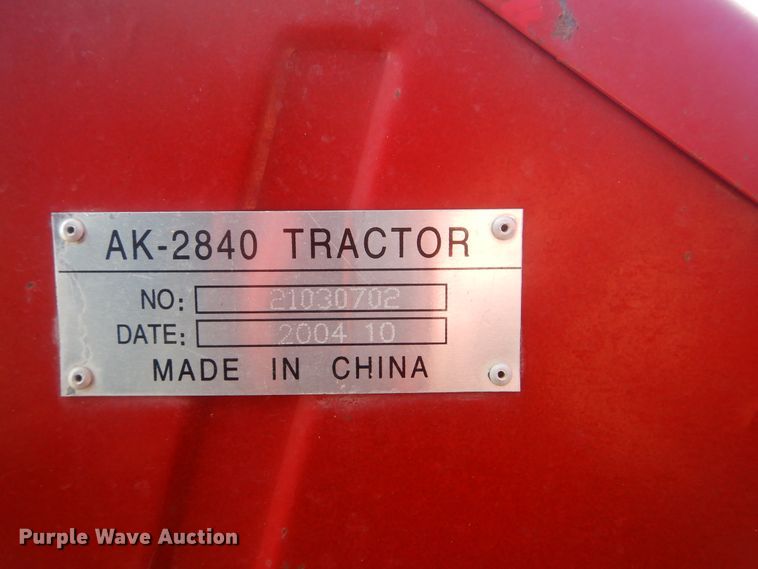 AK-2840 TRACTOR
NO: 21030702
DATE: 2004 10
MADE IN CHINA
Purple Wave Auction